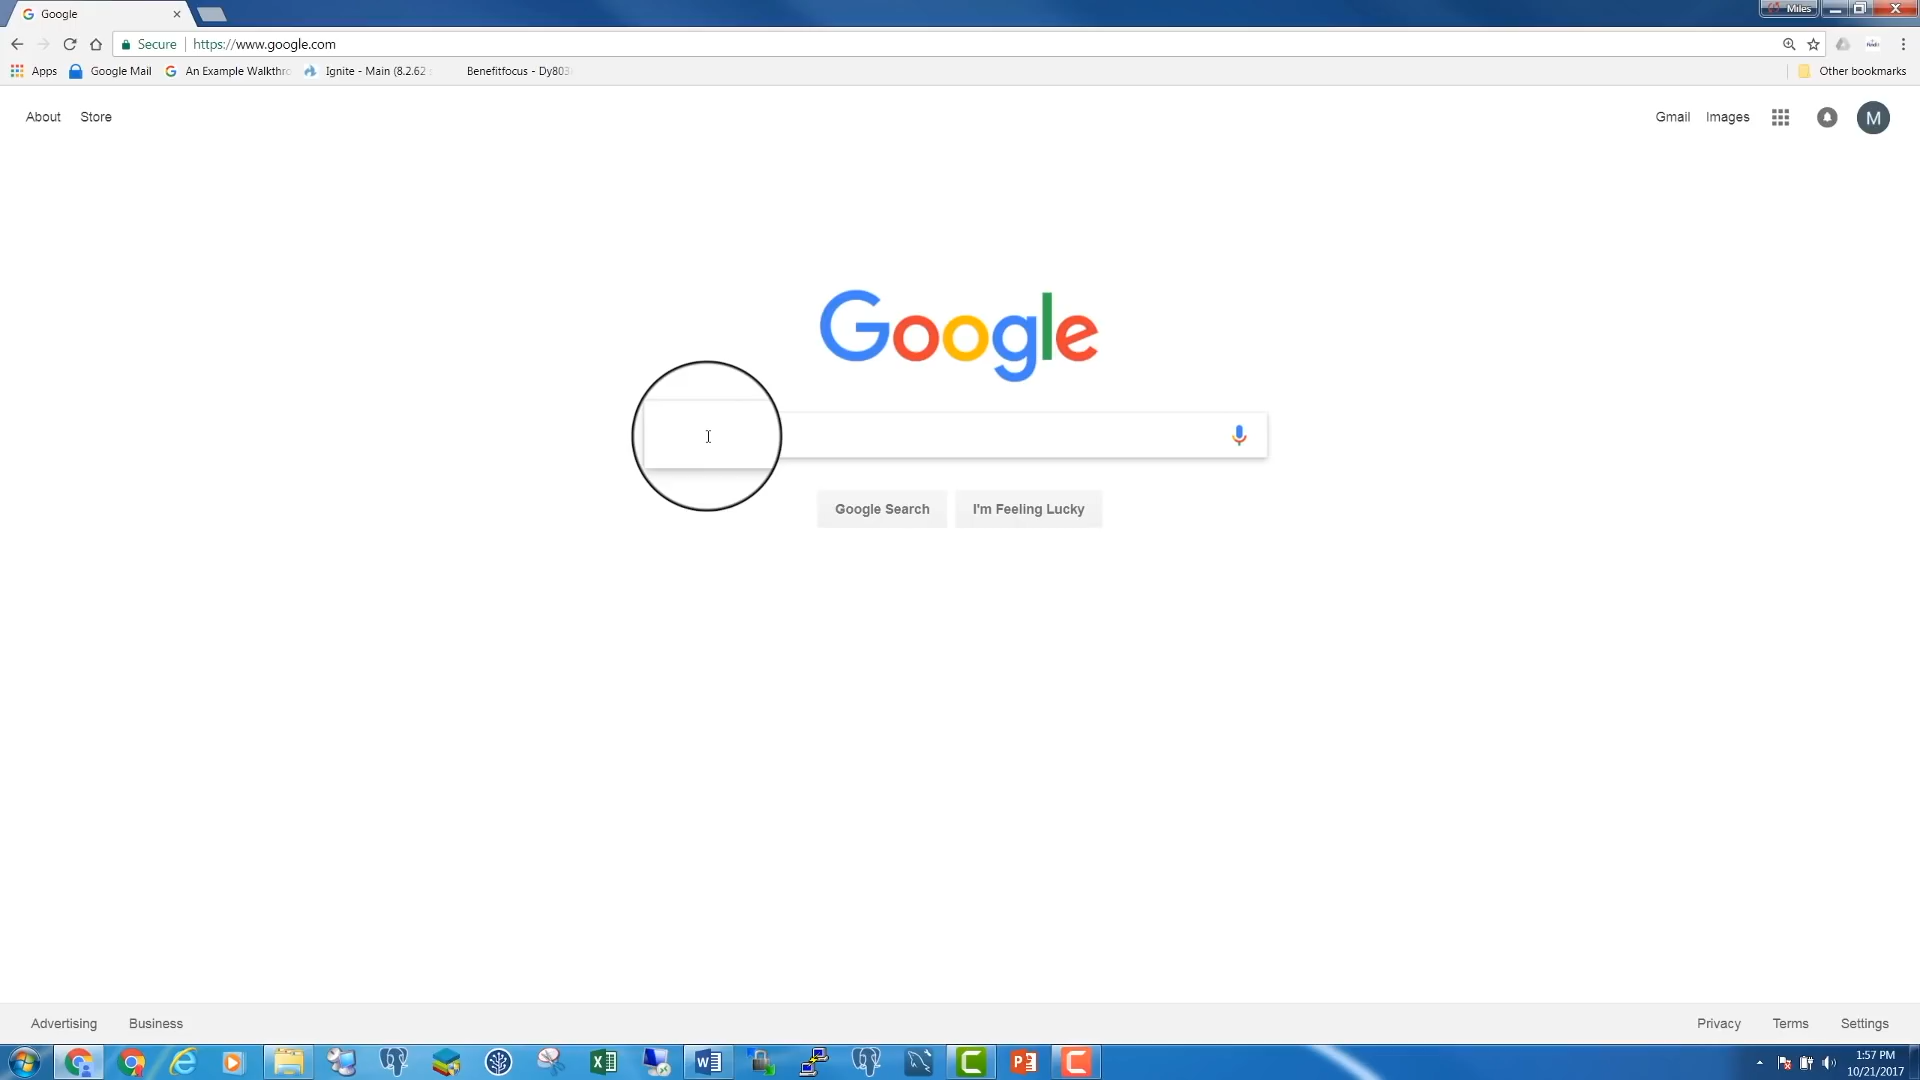 Google
Miles
Secure
https://www.google.com
Apps
Google Mail
An Example Walkthro
Ignite - Main (8.2.62
Benefitfocus - Dy803
Other bookmarks
About
Store
Gmail
Images
M
Google
Google Search
I'm Feeling Lucky
Advertising
Business
Privacy
Terms
Settings
1:57 PM
10/21/2017